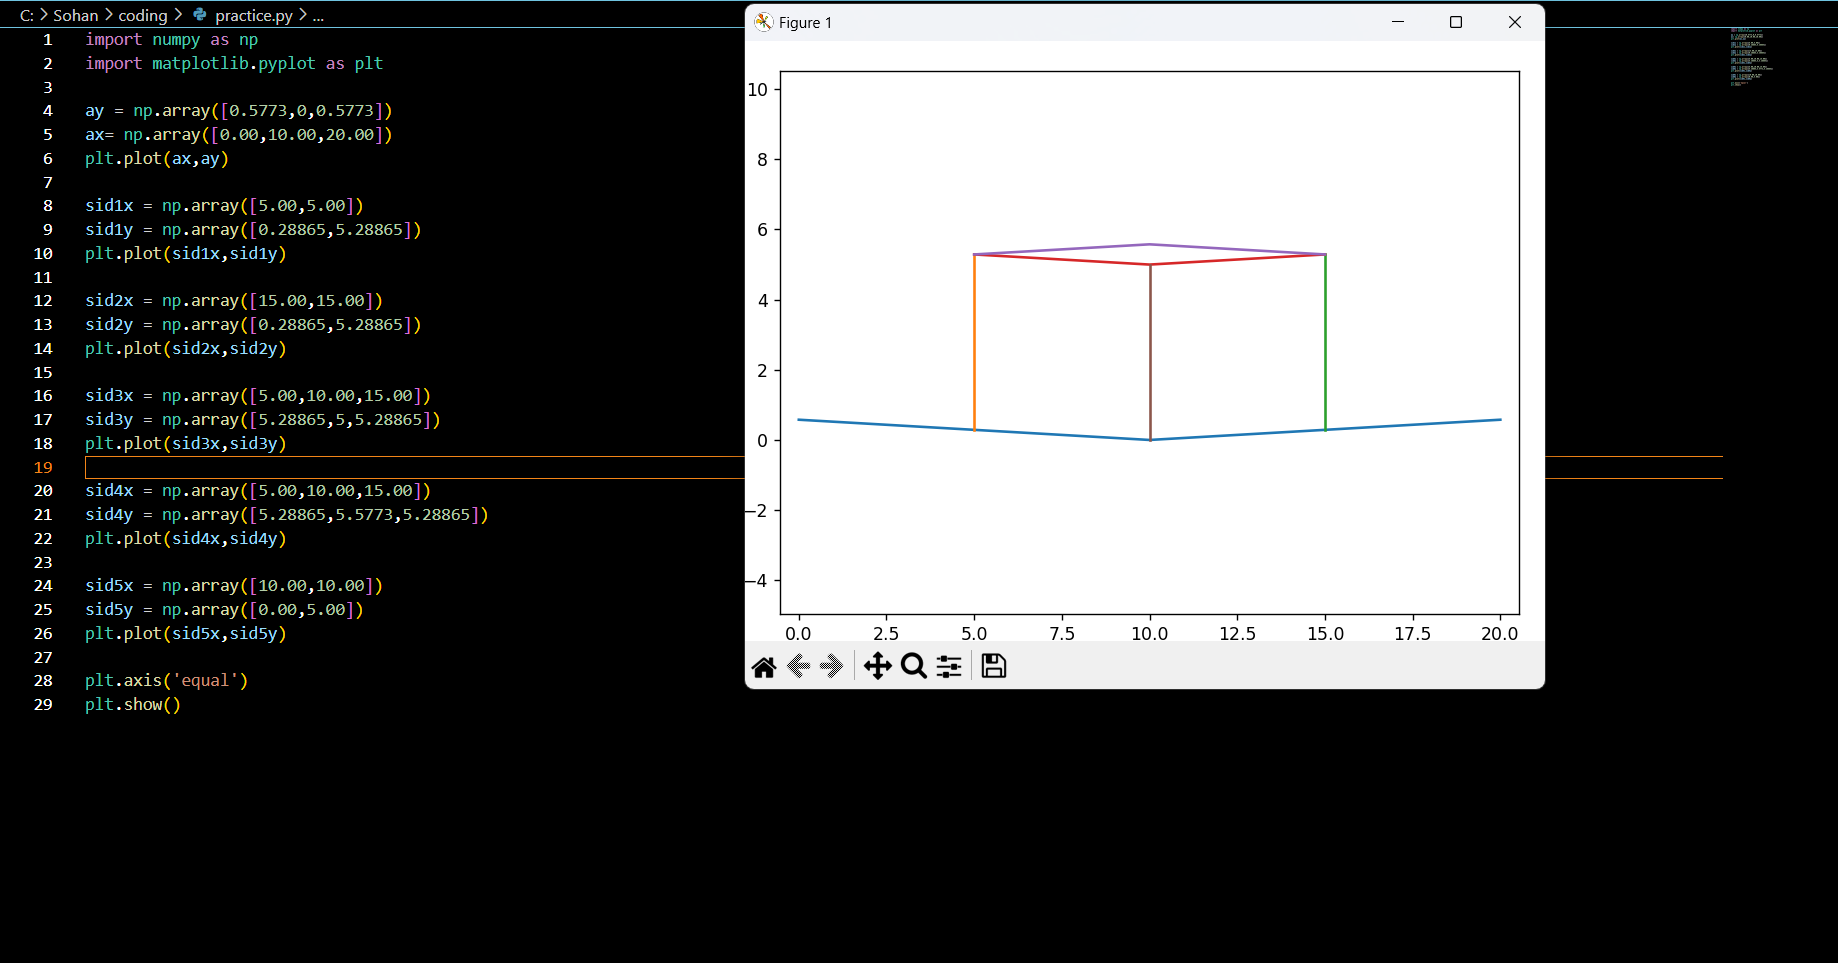 C: > Sohan > coding > practice.py > ...
1 import numpy as np
2 import matplotlib.pyplot as plt
3
4 ay = np.array([0.5773,0,0.5773])
5 ax= np.array([0.00,10.00,20.00])
6 plt.plot(ax,ay)
7
8 sid1x = np.array([5.00,5.00])
9 sid1y = np.array([0.28865,5.28865])
10 plt.plot(sid1x,sid1y)
11
12 sid2x = np.array([15.00,15.00])
13 sid2y = np.array([0.28865,5.28865])
14 plt.plot(sid2x,sid2y)
15
16 sid3x = np.array([5.00,10.00,15.00])
17 sid3y = np.array([5.28865,5,5.28865])
18 plt.plot(sid3x,sid3y)
19
20 sid4x = np.array([5.00,10.00,15.00])
21 sid4y = np.array([5.28865,5.5773,5.28865])
22 plt.plot(sid4x,sid4y)
23
24 sid5x = np.array([10.00,10.00])
25 sid5y = np.array([0.00,5.00])
26 plt.plot(sid5x,sid5y)
27
28 plt.axis('equal')
29 plt.show()
Figure 1
10
8
6
4
2
0
−2
−4
0.0 2.5 5.0 7.5 10.0 12.5 15.0 17.5 20.0